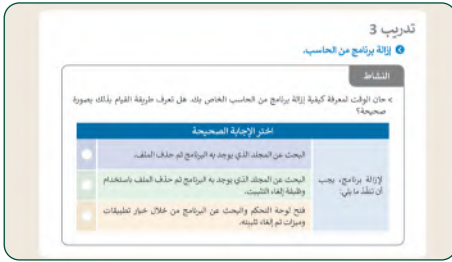 تدريب 3
إزالة برنامج من الحاسب.
النشاط
> حان الوقت لمعرفة كيفية إزالة برنامج من الحاسب الخاص بك. هل تعرف طريقة القيام بذلك بصورة
صحيحة؟
اختر الإجابة الصحيحة
لإزالة برنامج، يجب
أن تنفذ ما يلي:
البحث عن المجلد الذي يوجد به البرنامج ثم حذف الملف.
البحث عن المجلد الذي يوجد به البرنامج ثم حذف الملف باستخدام
وظيفة إلغاء التثبيت.
فتح لوحة التحكم والبحث عن البرنامج من خلال خيار تطبيقات
وميزات ثم إلغاء تثبيته.